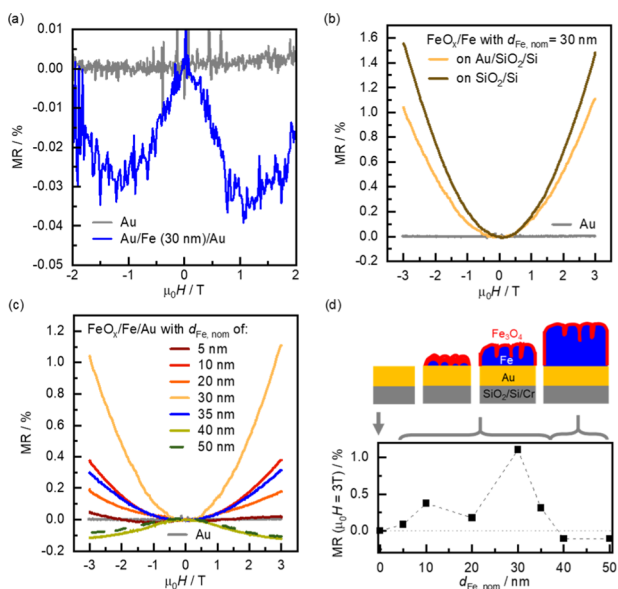 (a)
0.01
0.00
-0.01
-0.02
-0.03
-0.04
-0.05
MR / %
Au
Au/Fe (30 nm)/Au
-2
-1
0
1
2
μ0H / T
(b)
FeOx/Fe with dFe, nom = 30 nm
on Au/SiO2/Si
on SiO2/Si
1.6
1.4
1.2
1.0
0.8
0.6
0.4
0.2
0.0
-0.2
MR / %
Au
-3
-2
-1
0
1
2
3
μ0H / T
(c)
FeOx/Fe/Au with dFe, nom of:
5 nm
10 nm
20 nm
30 nm
35 nm
40 nm
50 nm
1.2
1.0
0.8
0.6
0.4
0.2
0.0
-0.2
MR / %
Au
-3
-2
-1
0
1
2
3
μ0H / T
(d)
Fe3O4
Fe
Au
SiO2/Si/Cr
1.0
0.5
0.0
MR (μ0H = 3T) / %
0
10
20
30
40
50
dFe, nom / nm